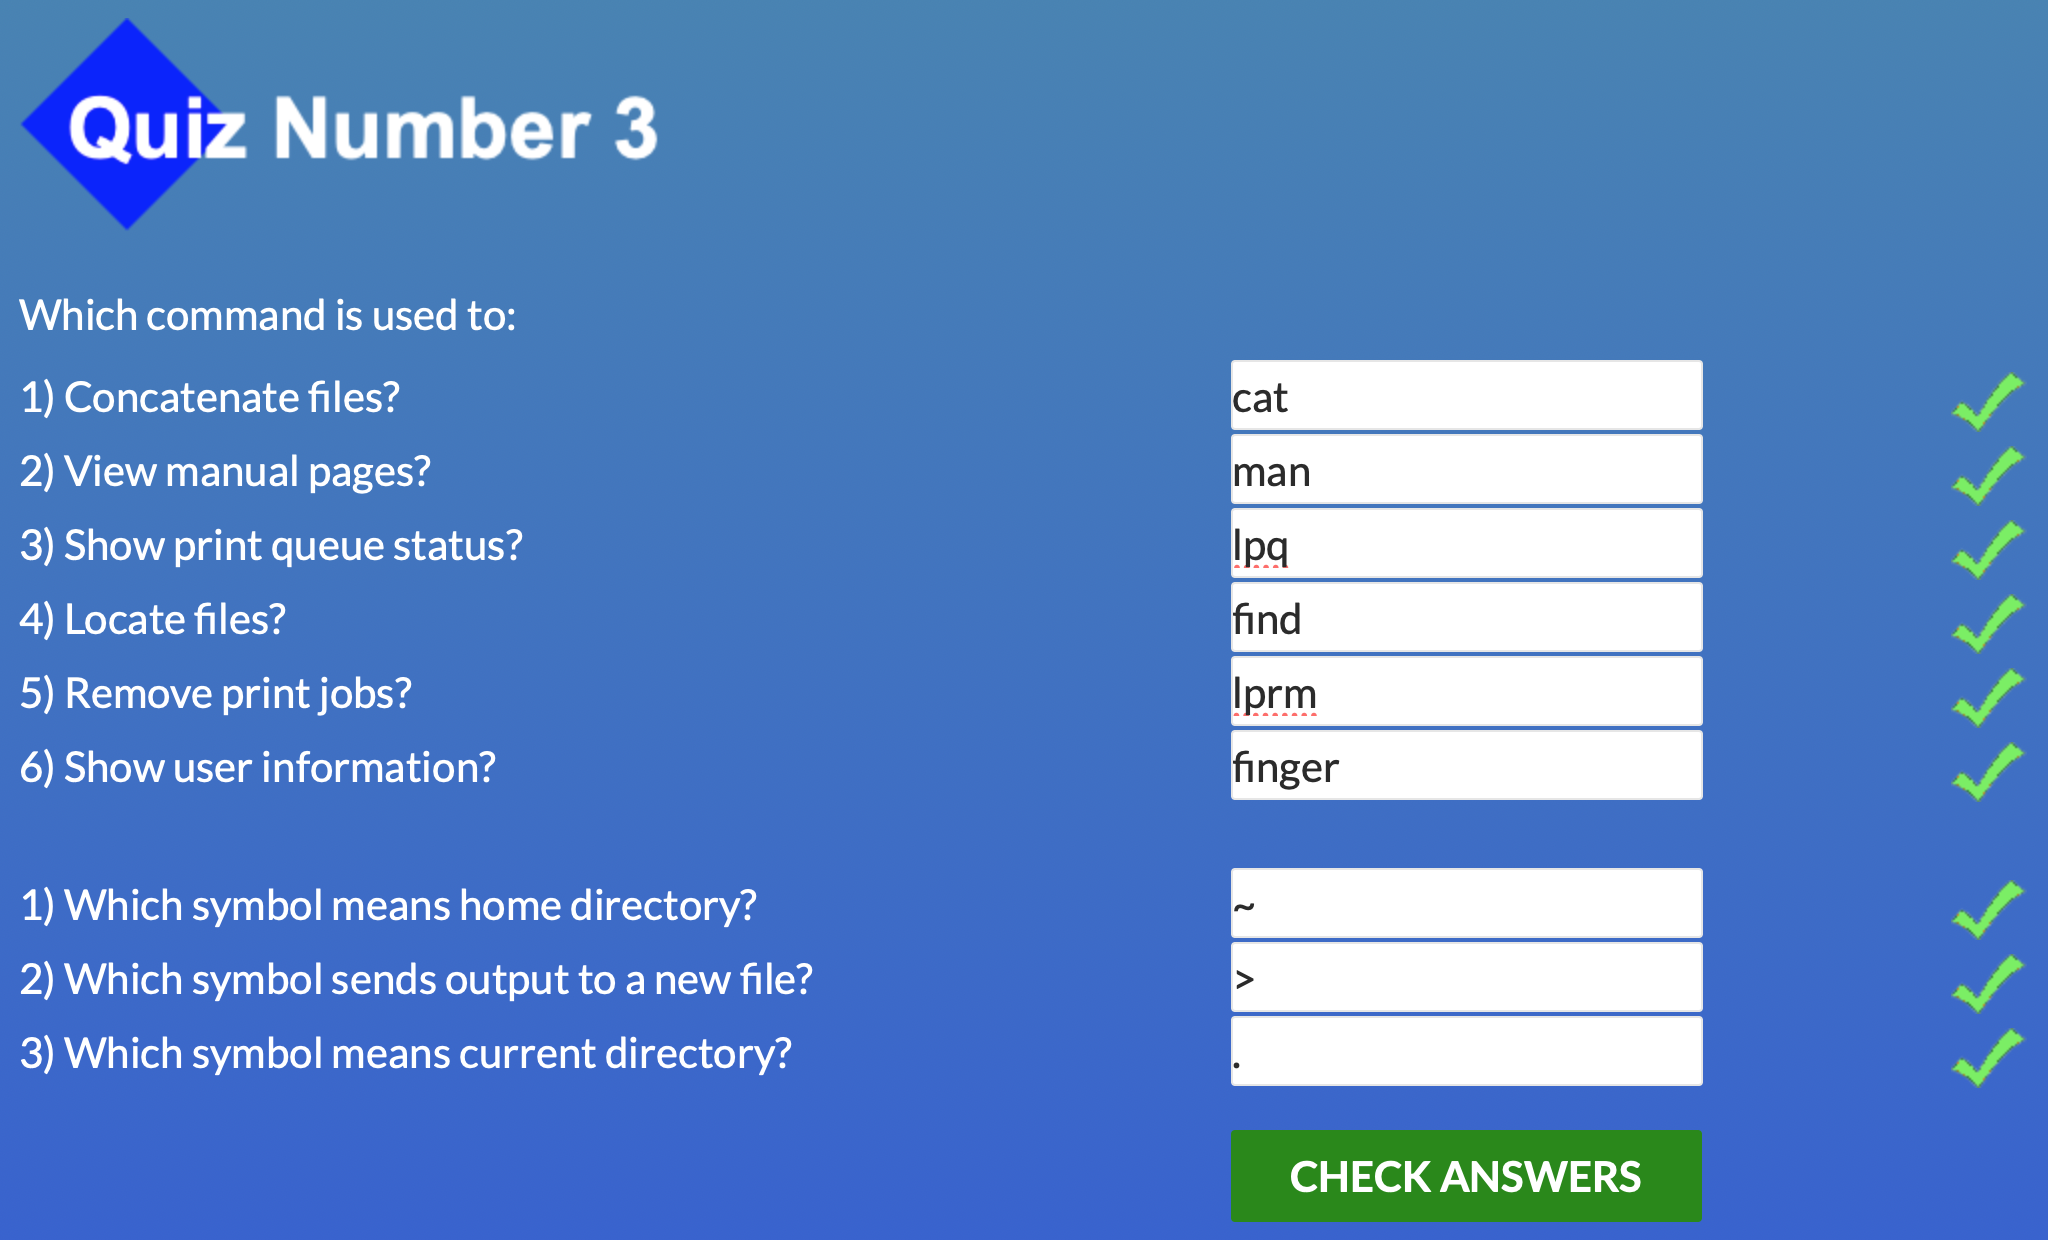 Quiz Number 3
Which command is used to:
1) Concatenate files? cat
2) View manual pages? man
3) Show print queue status? lpq
4) Locate files? find
5) Remove print jobs? lprm
6) Show user information? finger
1) Which symbol means home directory? ~
2) Which symbol sends output to a new file? >
3) Which symbol means current directory? .
CHECK ANSWERS